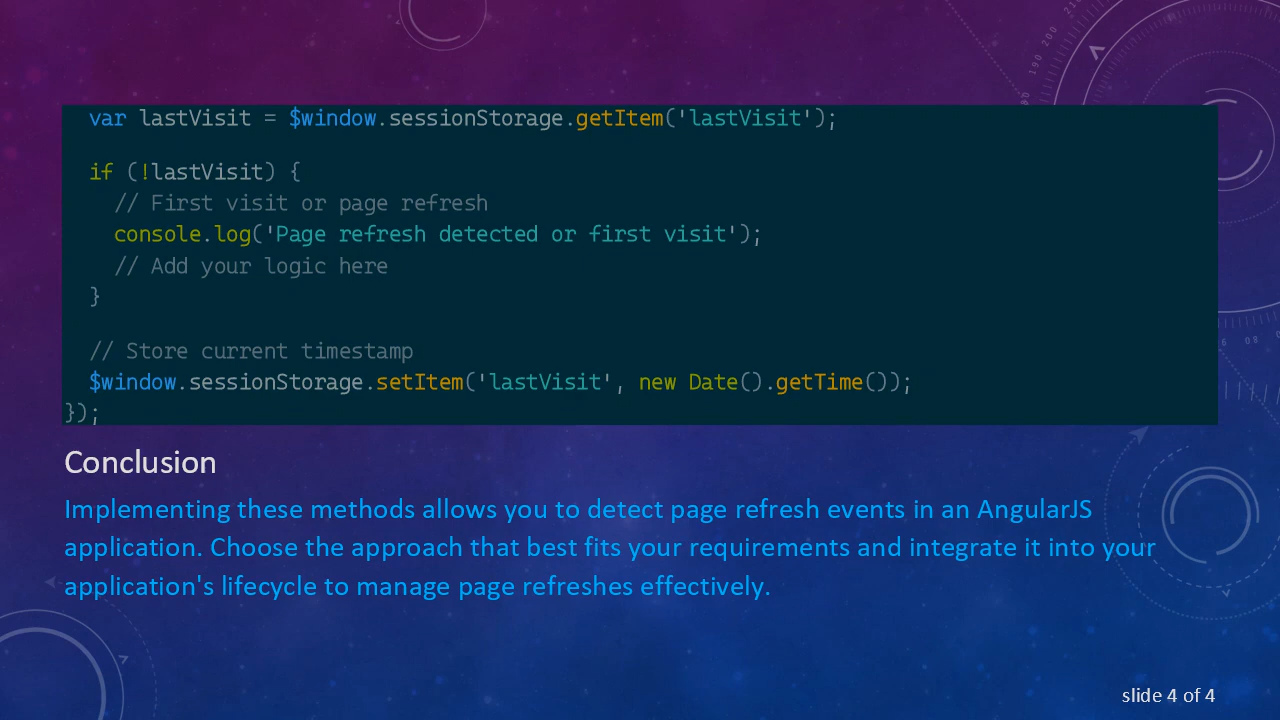 var lastVisit = $window.sessionStorage.getItem('lastVisit');
if (!lastVisit) {
// First visit or page refresh
console.log('Page refresh detected or first visit');
// Add your logic here
}
// Store current timestamp
$window.sessionStorage.setItem('lastVisit', new Date().getTime());
});
Conclusion
Implementing these methods allows you to detect page refresh events in an AngularJS
application. Choose the approach that best fits your requirements and integrate it into your
application's lifecycle to manage page refreshes effectively.
slide 4 of 4